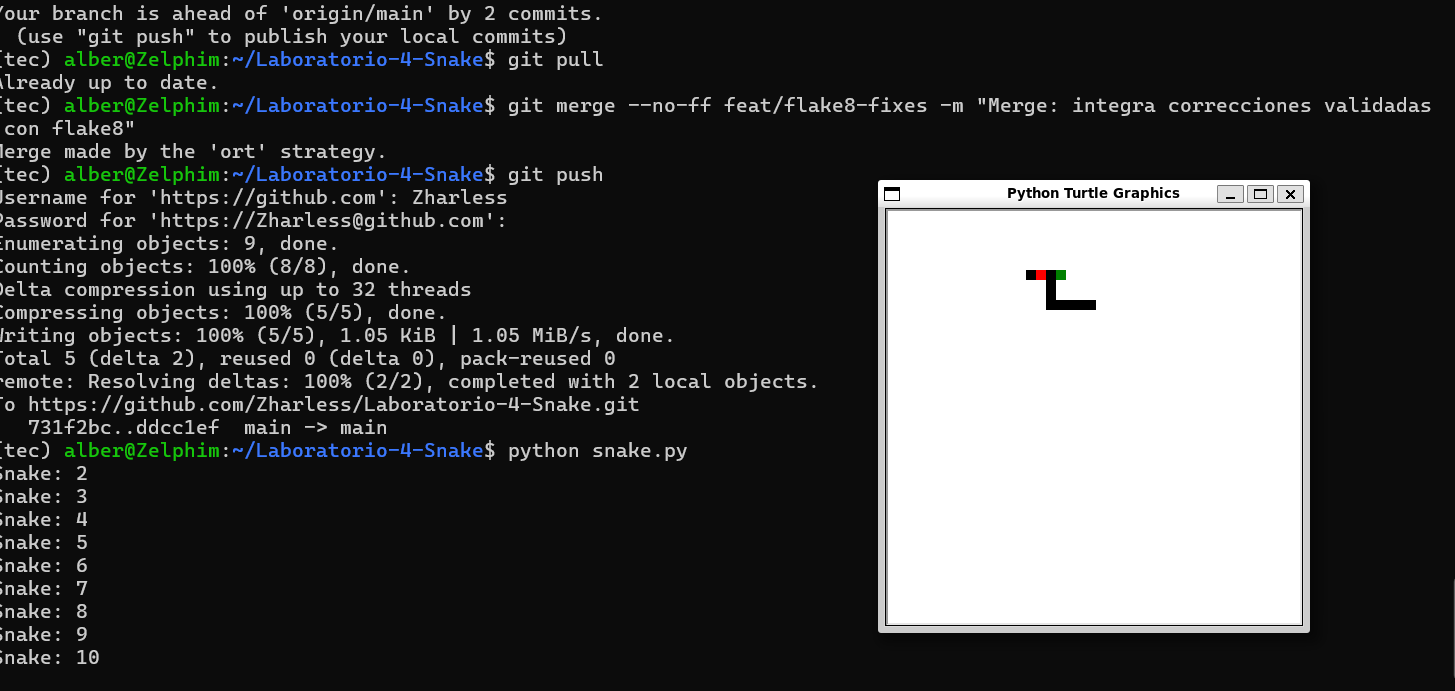 Your branch is ahead of 'origin/main' by 2 commits.
(use "git push" to publish your local commits)
(tec) alber@Zelphim:~/Laboratorio-4-Snake$ git pull
Already up to date.
(tec) alber@Zelphim:~/Laboratorio-4-Snake$ git merge --no-ff feat/flake8-fixes -m "Merge: integra correcciones validadas
con flake8"
Merge made by the 'ort' strategy.
(tec) alber@Zelphim:~/Laboratorio-4-Snake$ git push
Username for 'https://github.com': Zharless
Password for 'https://Zharless@github.com':
Enumerating objects: 9, done.
Counting objects: 100% (8/8), done.
Delta compression using up to 32 threads
Compressing objects: 100% (5/5), done.
Writing objects: 100% (5/5), 1.05 KiB | 1.05 MiB/s, done.
Total 5 (delta 2), reused 0 (delta 0), pack-reused 0
remote: Resolving deltas: 100% (2/2), completed with 2 local objects.
To https://github.com/Zharless/Laboratorio-4-Snake.git
731f2bc..ddcc1ef  main -> main
(tec) alber@Zelphim:~/Laboratorio-4-Snake$ python snake.py
Snake: 2
Snake: 3
Snake: 4
Snake: 5
Snake: 6
Snake: 7
Snake: 8
Snake: 9
Snake: 10
Python Turtle Graphics